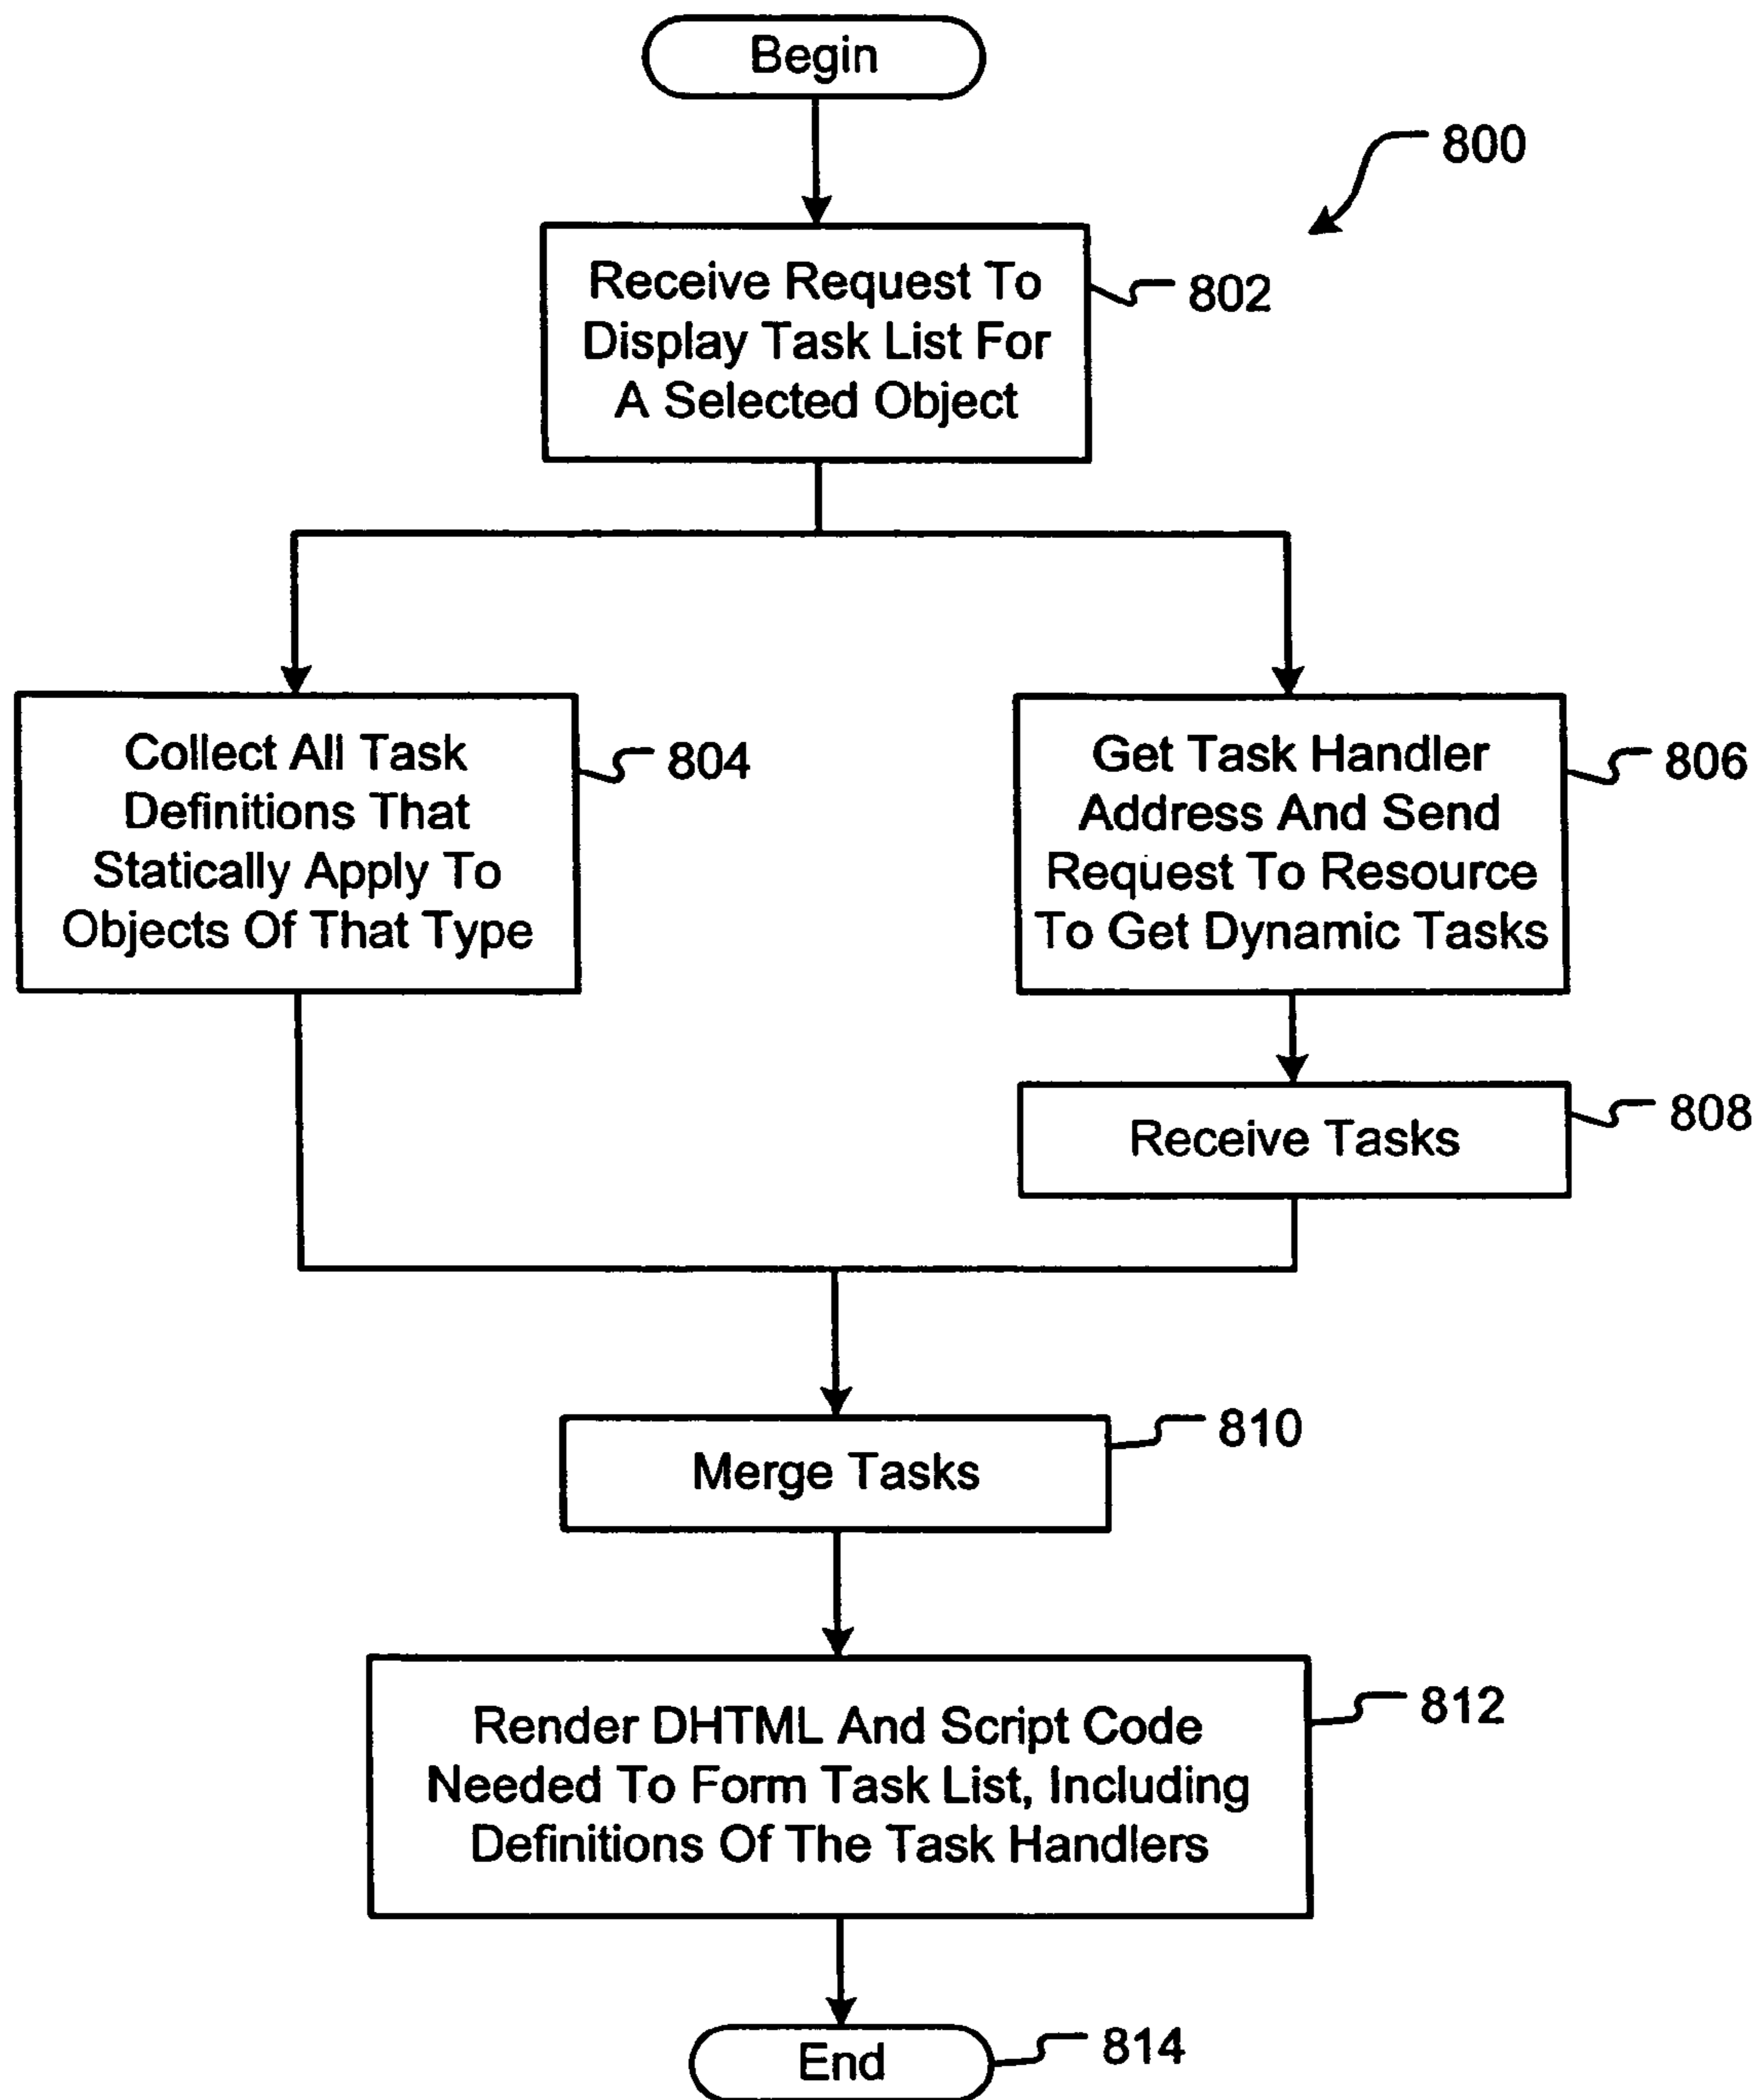 Begin
800
Receive Request To
Display Task List For
A Selected Object
802
Collect All Task
Definitions That
Statically Apply To
Objects Of That Type
804
Get Task Handler
Address And Send
Request To Resource
To Get Dynamic Tasks
806
Receive Tasks
808
Merge Tasks
810
Render DHTML And Script Code
Needed To Form Task List, Including
Definitions Of The Task Handlers
812
End
814